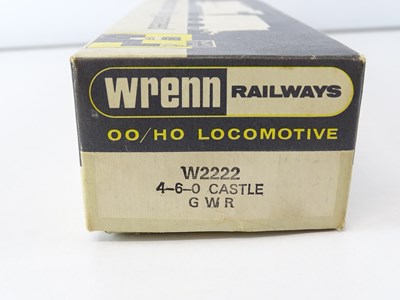 wrenn RAILWAYS
OO/HO LOCOMOTIVE
W2222
4-6-0 CASTLE
G W R